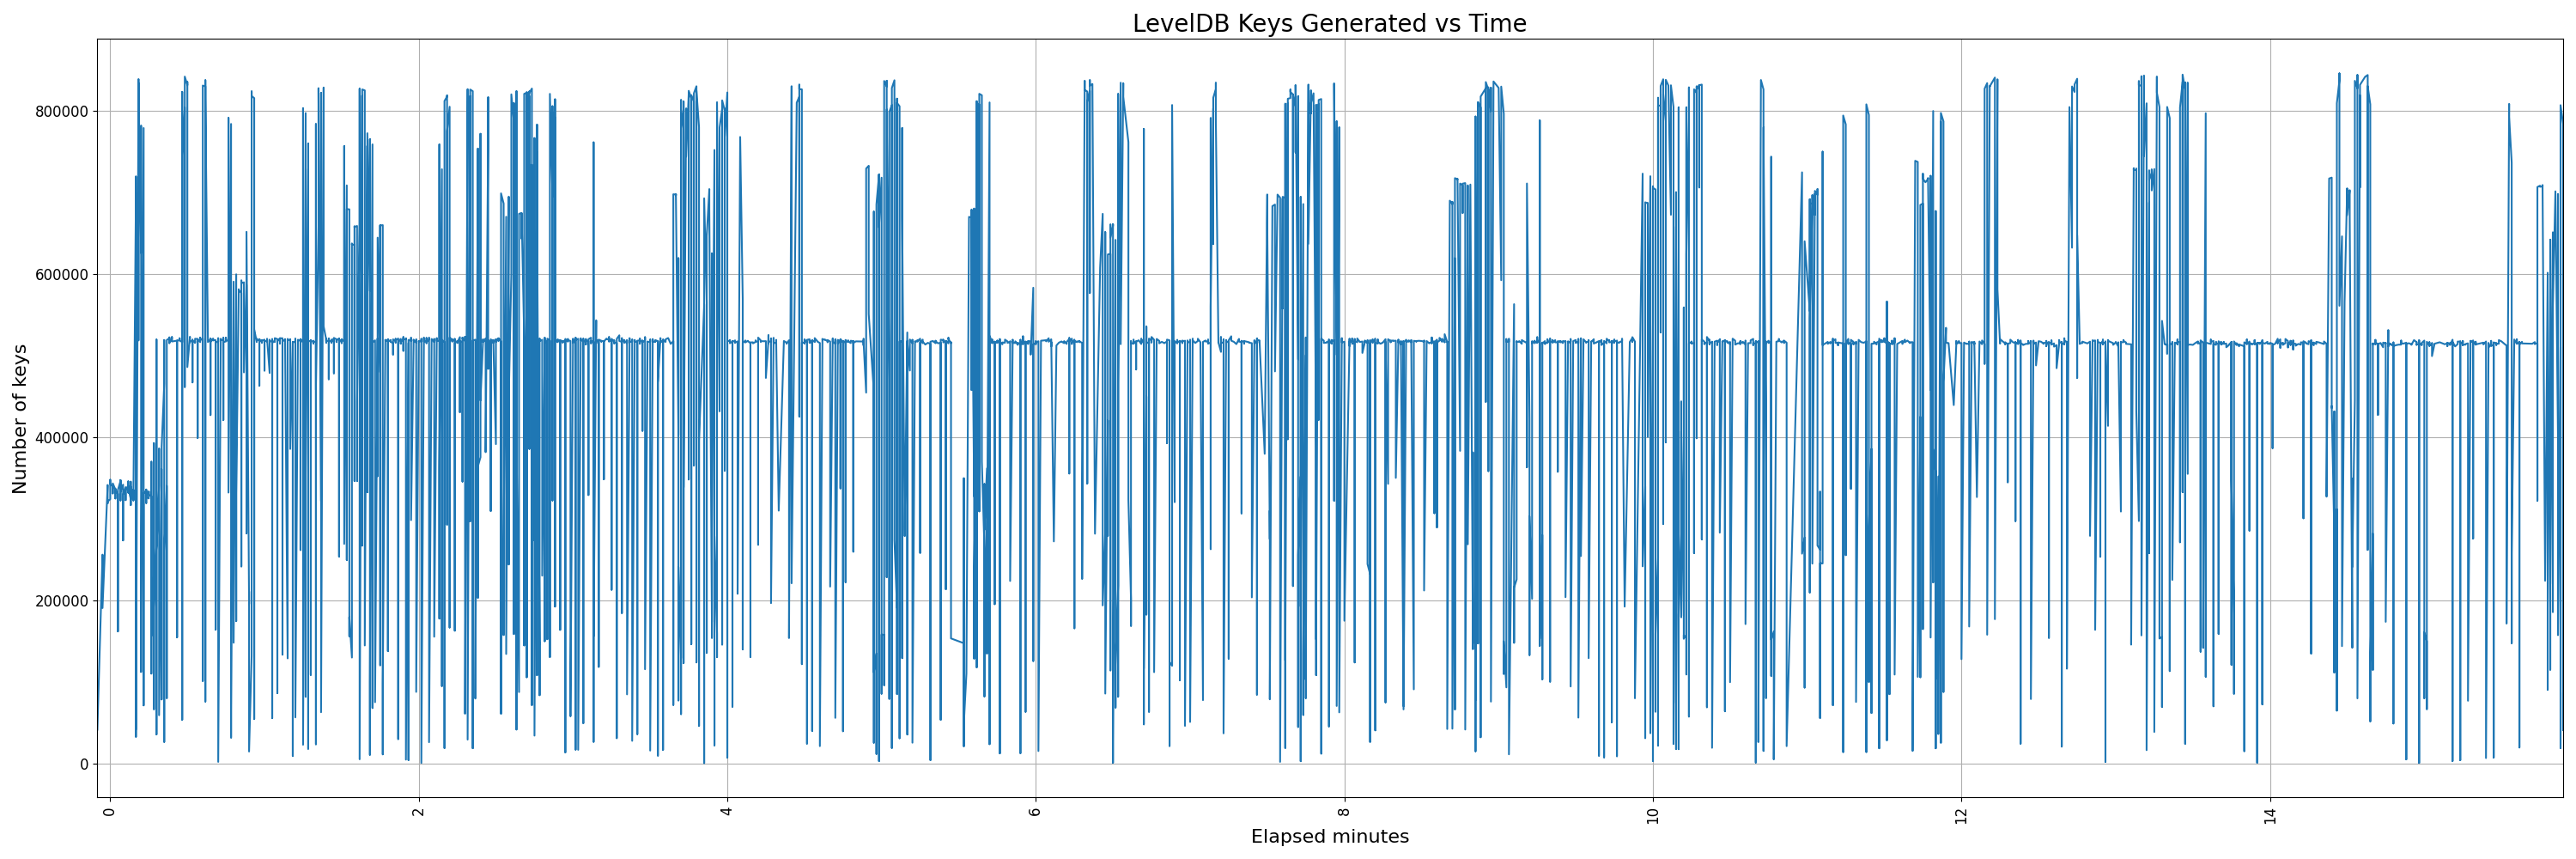 LevelDB Keys Generated vs Time
Number of keys
800000
600000
400000
200000
0
0 2 4 6 8 10 12 14
Elapsed minutes